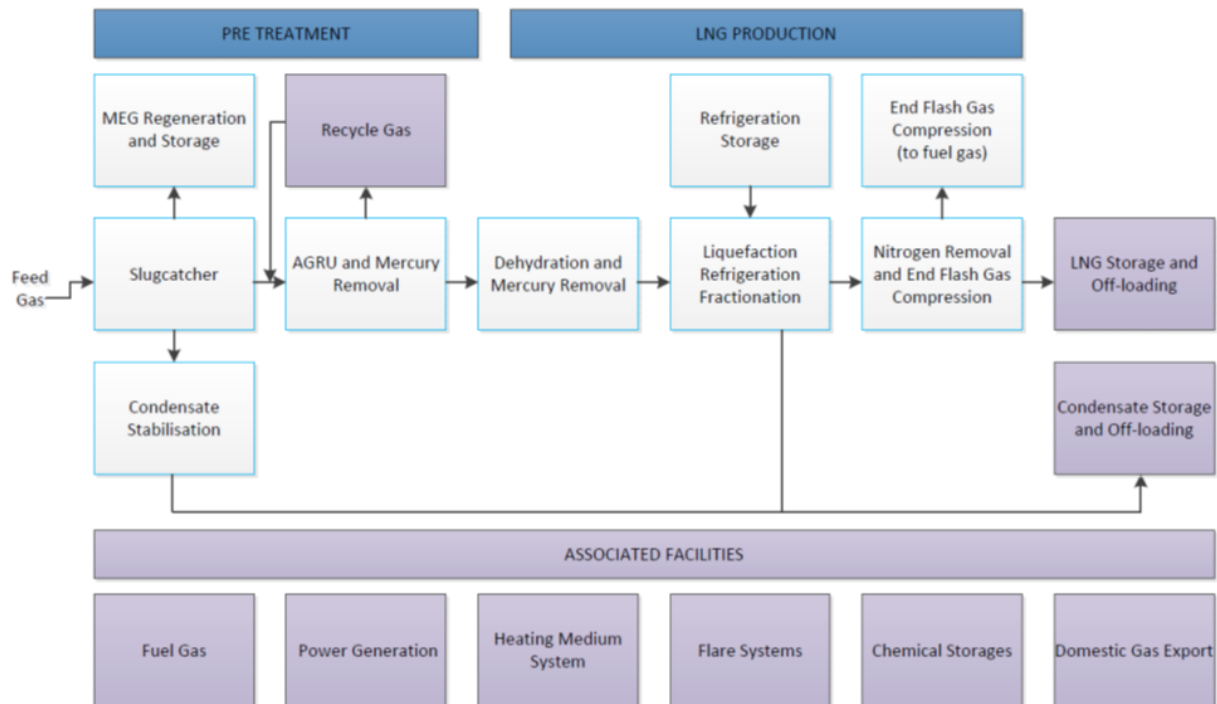 PRE TREATMENT
LNG PRODUCTION
MEG Regeneration
and Storage
Recycle Gas
Refrigeration
Storage
End Flash Gas
Compression
(to fuel gas)
Feed
Gas
Slugcatcher
AGRU and Mercury
Removal
Dehydration and
Mercury Removal
Liquefaction
Refrigeration
Fractionation
Nitrogen Removal
and End Flash Gas
Compression
LNG Storage and
Off-loading
Condensate
Stabilisation
Condensate Storage
and Off-loading
ASSOCIATED FACILITIES
Fuel Gas
Power Generation
Heating Medium
System
Flare Systems
Chemical Storages
Domestic Gas Export